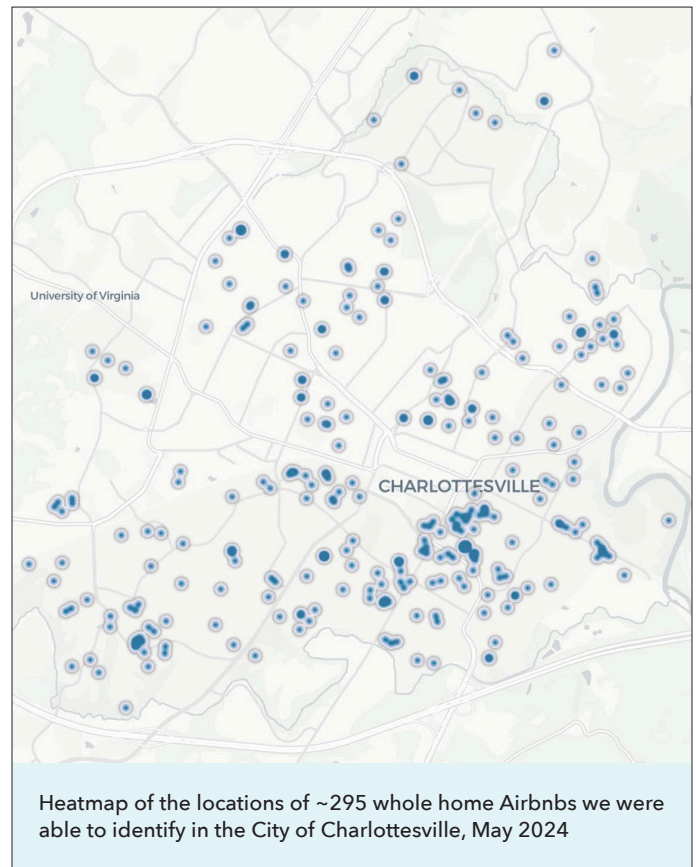 University of Virginia
CHARLOTTESVILLE
Heatmap of the locations of ~295 whole home Airbnbs we were
able to identify in the City of Charlottesville, May 2024